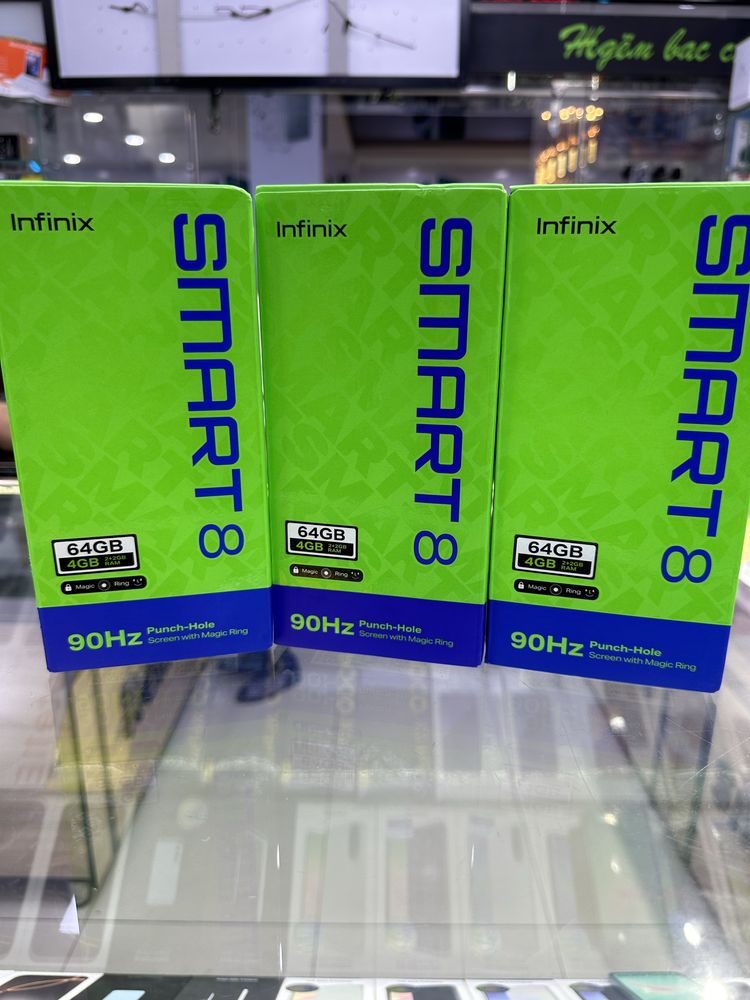 Infinix
SMART 8
64GB
4GB 2+2GB RAM
Magic Ring
90Hz Punch-Hole
Screen with Magic Ring
Infinix
SMART 8
64GB
4GB 2+2GB RAM
Magic Ring
90Hz Punch-Hole
Screen with Magic Ring
Infinix
SMART 8
64GB
4GB 2+2GB RAM
Magic Ring
90Hz Punch-Hole
Screen with Magic Ring